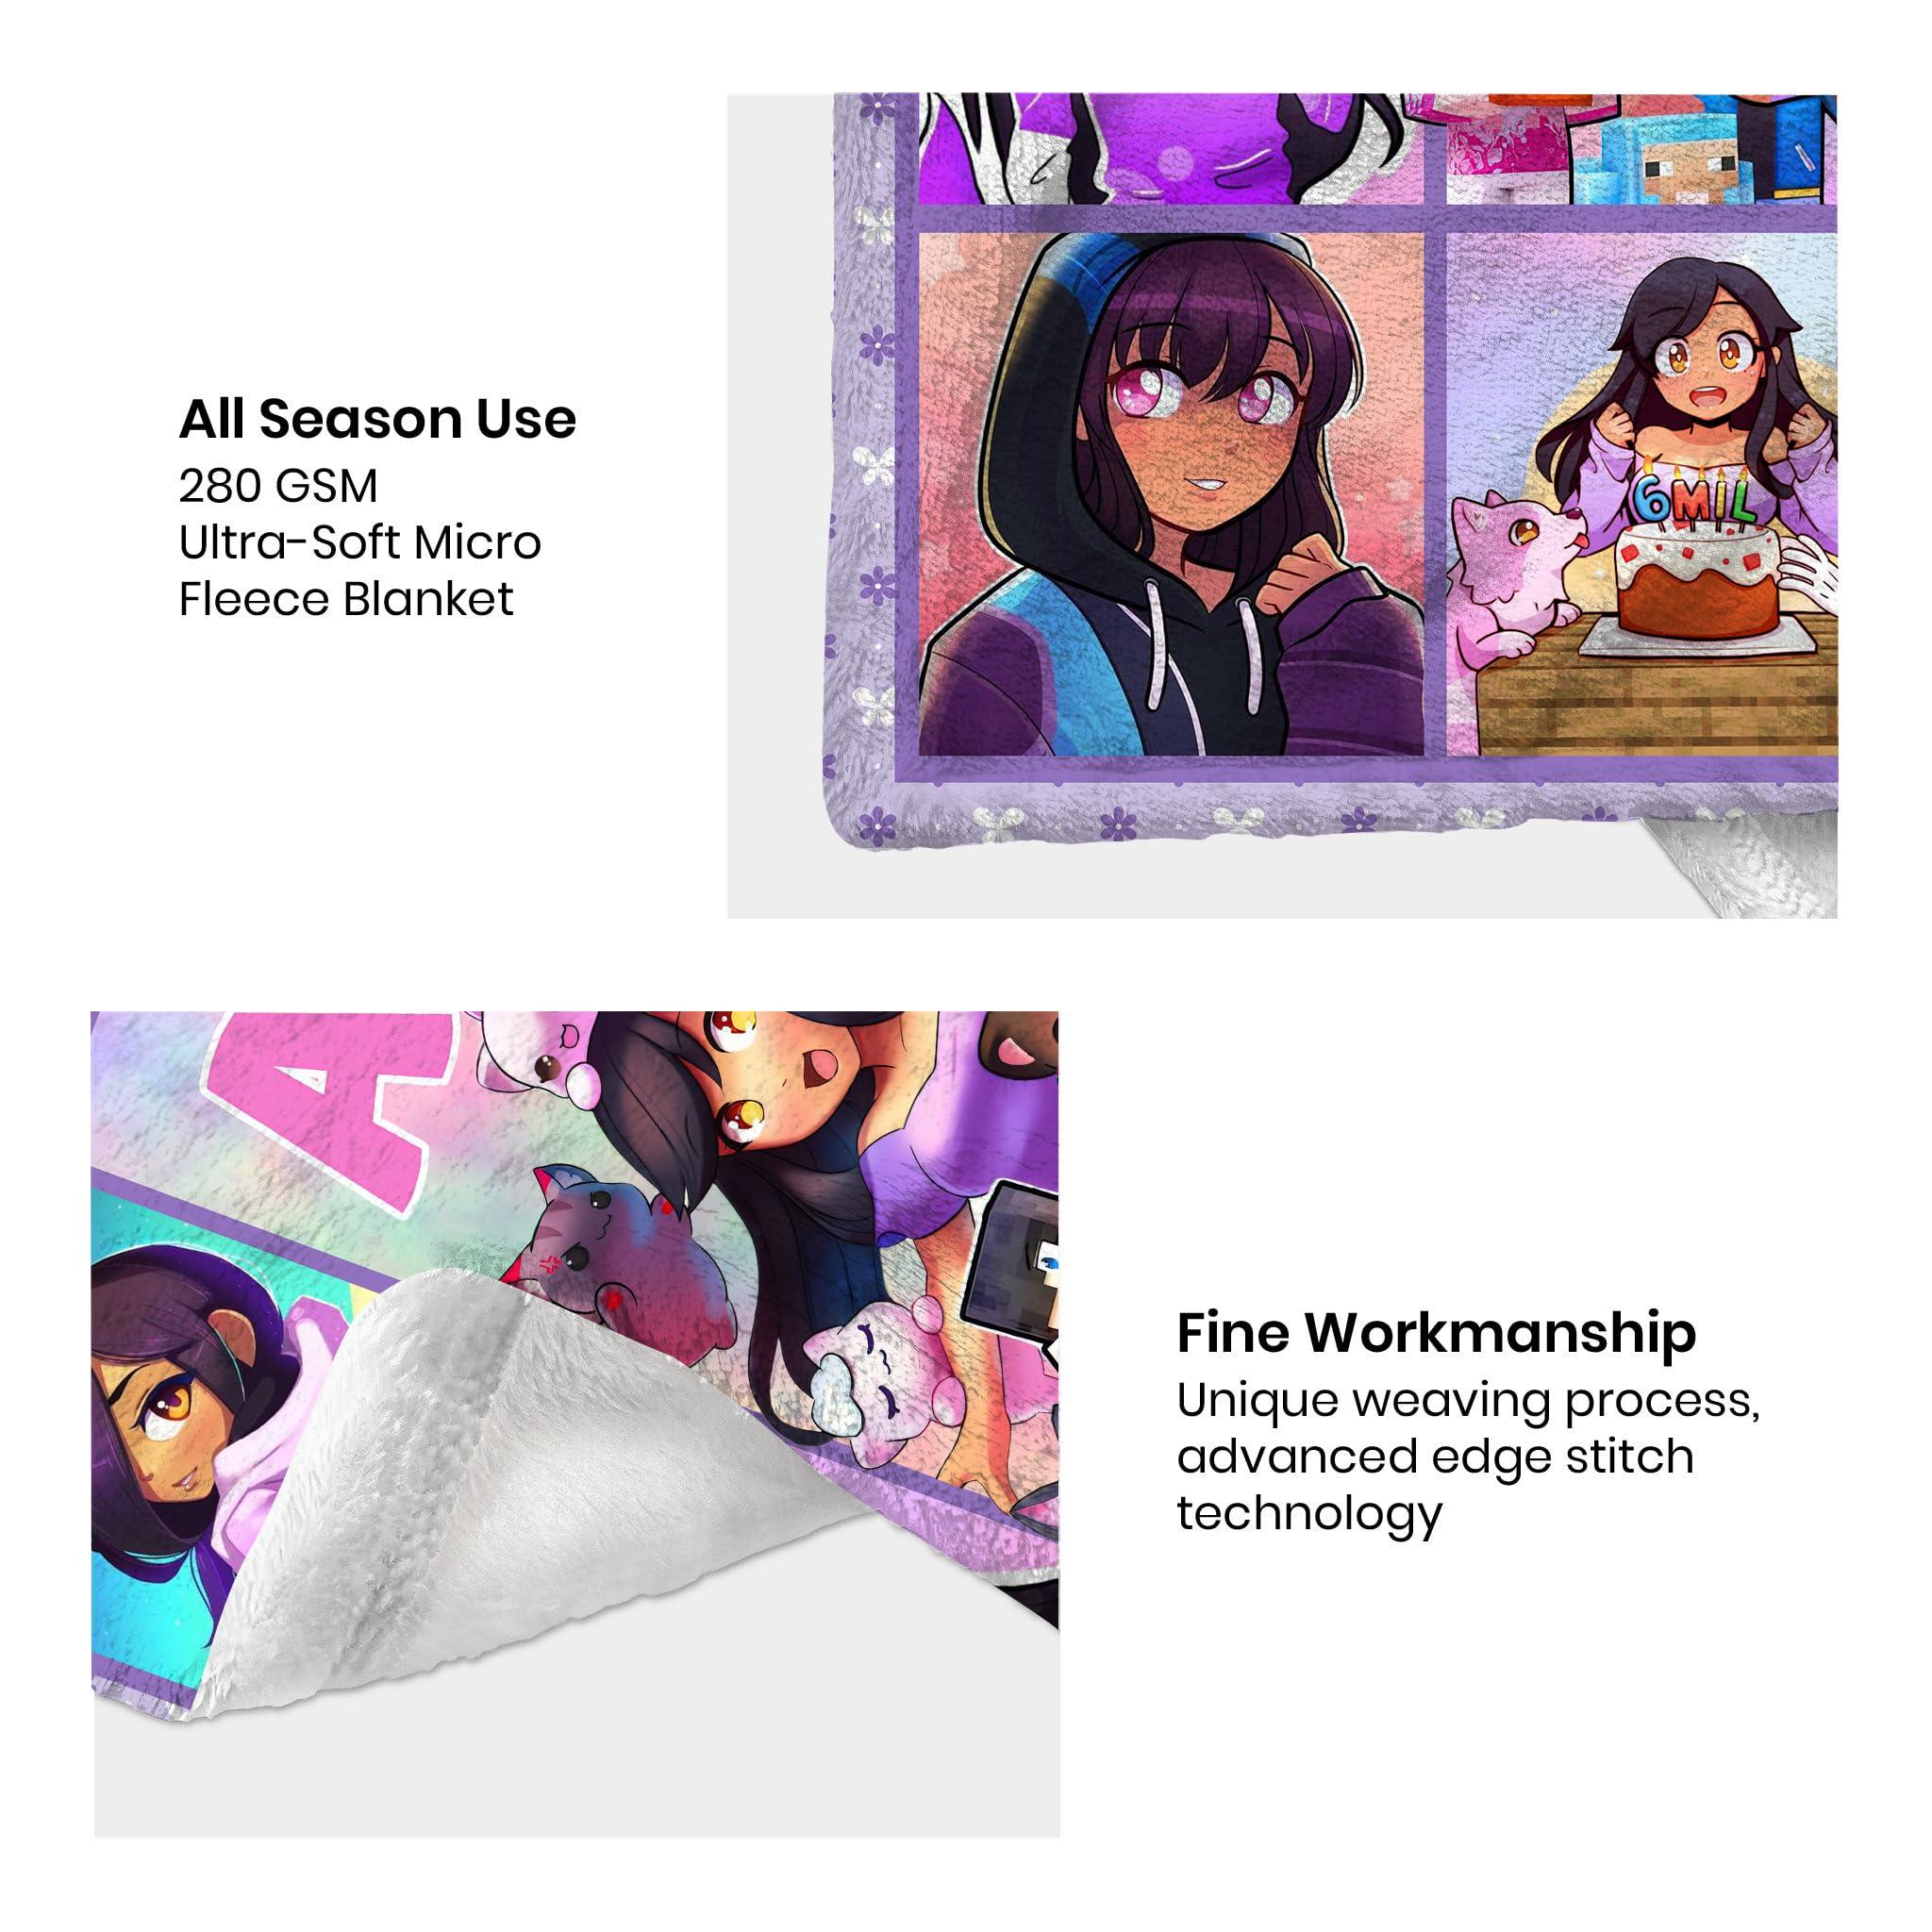 All Season Use
280 GSM
Ultra-Soft Micro
Fleece Blanket
6MIL
A
Fine Workmanship
Unique weaving process,
advanced edge stitch
technology